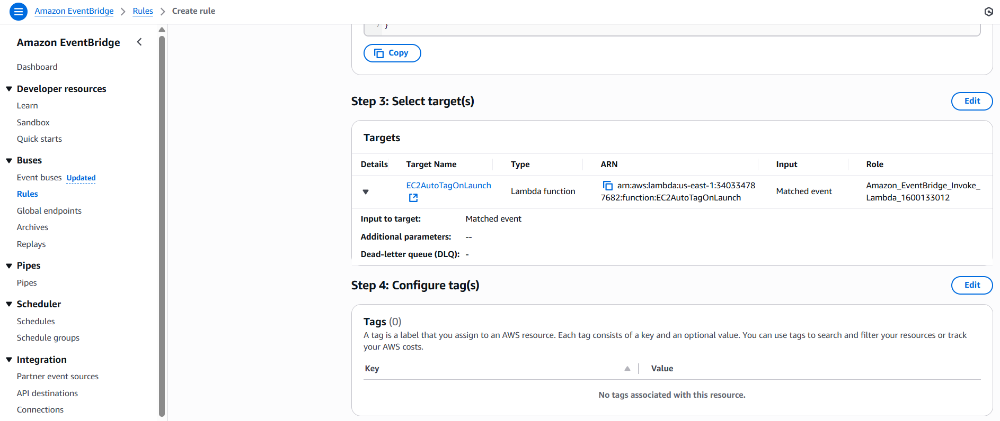 Amazon EventBridge > Rules > Create rule
Amazon EventBridge
Dashboard
Developer resources
Learn
Sandbox
Quick starts
Buses
Event buses Updated
Rules
Global endpoints
Archives
Replays
Pipes
Pipes
Scheduler
Schedules
Schedule groups
Integration
Partner event sources
API destinations
Connections
7 }
Copy
Step 3: Select target(s)
Edit
Targets
Details Target Name Type ARN Input Role
EC2AutoTagOnLaunch Lambda function arn:aws:lambda:us-east-1:34033478 Matched event Amazon_EventBridge_Invoke_
7682:function:EC2AutoTagOnLaunch Lambda_1600133012
Input to target: Matched event
Additional parameters: --
Dead-letter queue (DLQ): -
Step 4: Configure tag(s)
Edit
Tags (0)
A tag is a label that you assign to an AWS resource. Each tag consists of a key and an optional value. You can use tags to search and filter your resources or track
your AWS costs.
Key Value
No tags associated with this resource.